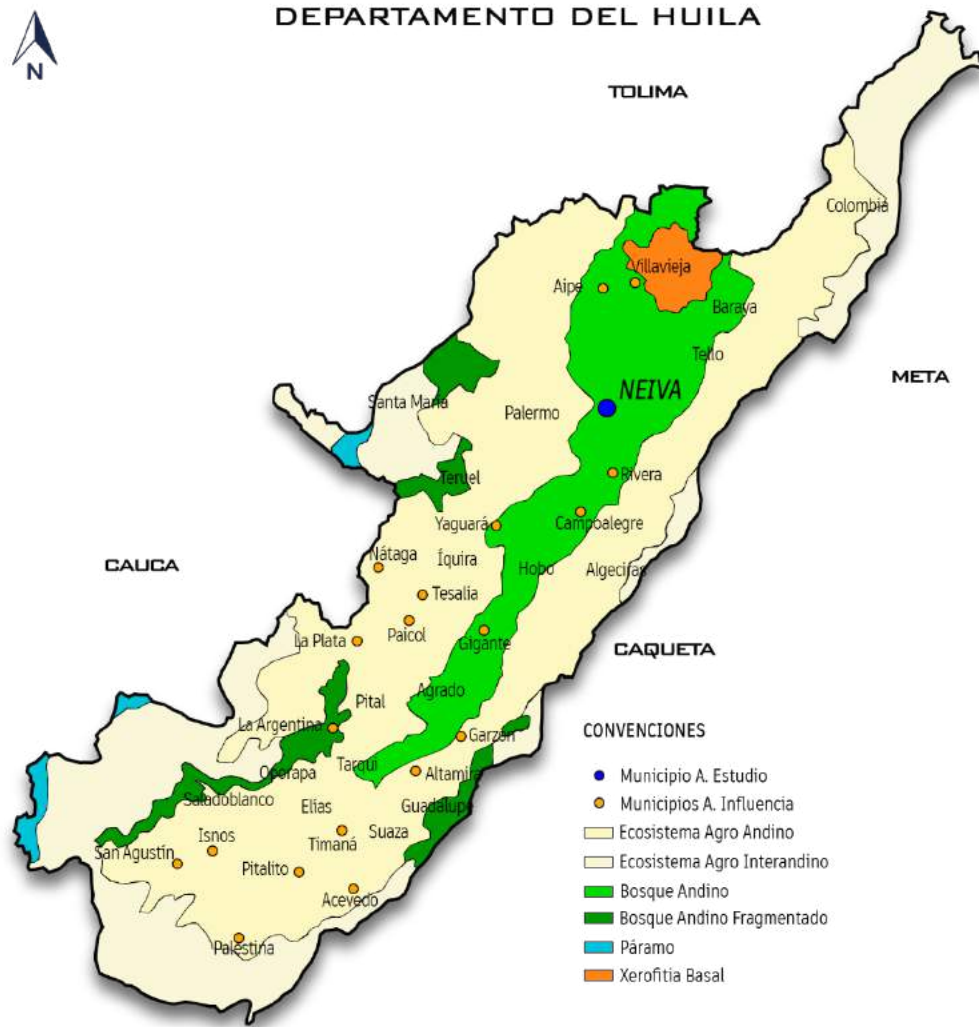 DEPARTAMENTO DEL HUILA
N
TOLIMA
Colombia
Villavieja
Aipe
Baraya
Tello
META
NEIVA
Santa María
Palermo
Rivera
Teruel
Yaguará
Campoalegre
Nátaga
Íquira
Hobo
Algeciras
CAUCA
Tesalia
Paicol
La Plata
Gigante
CAQUETA
Agrado
Pital
La Argentina
Garzón
Tarqui
Oporapa
Altamira
Saladoblanco
Elías
Guadalupe
Isnos
Timaná
Suaza
San Agustín
Pitalito
Acevedo
Palestina
CONVENCIONES
Municipio A. Estudio
Municipios A. Influencia
Ecosistema Agro Andino
Ecosistema Agro Interandino
Bosque Andino
Bosque Andino Fragmentado
Páramo
Xerofitia Basal